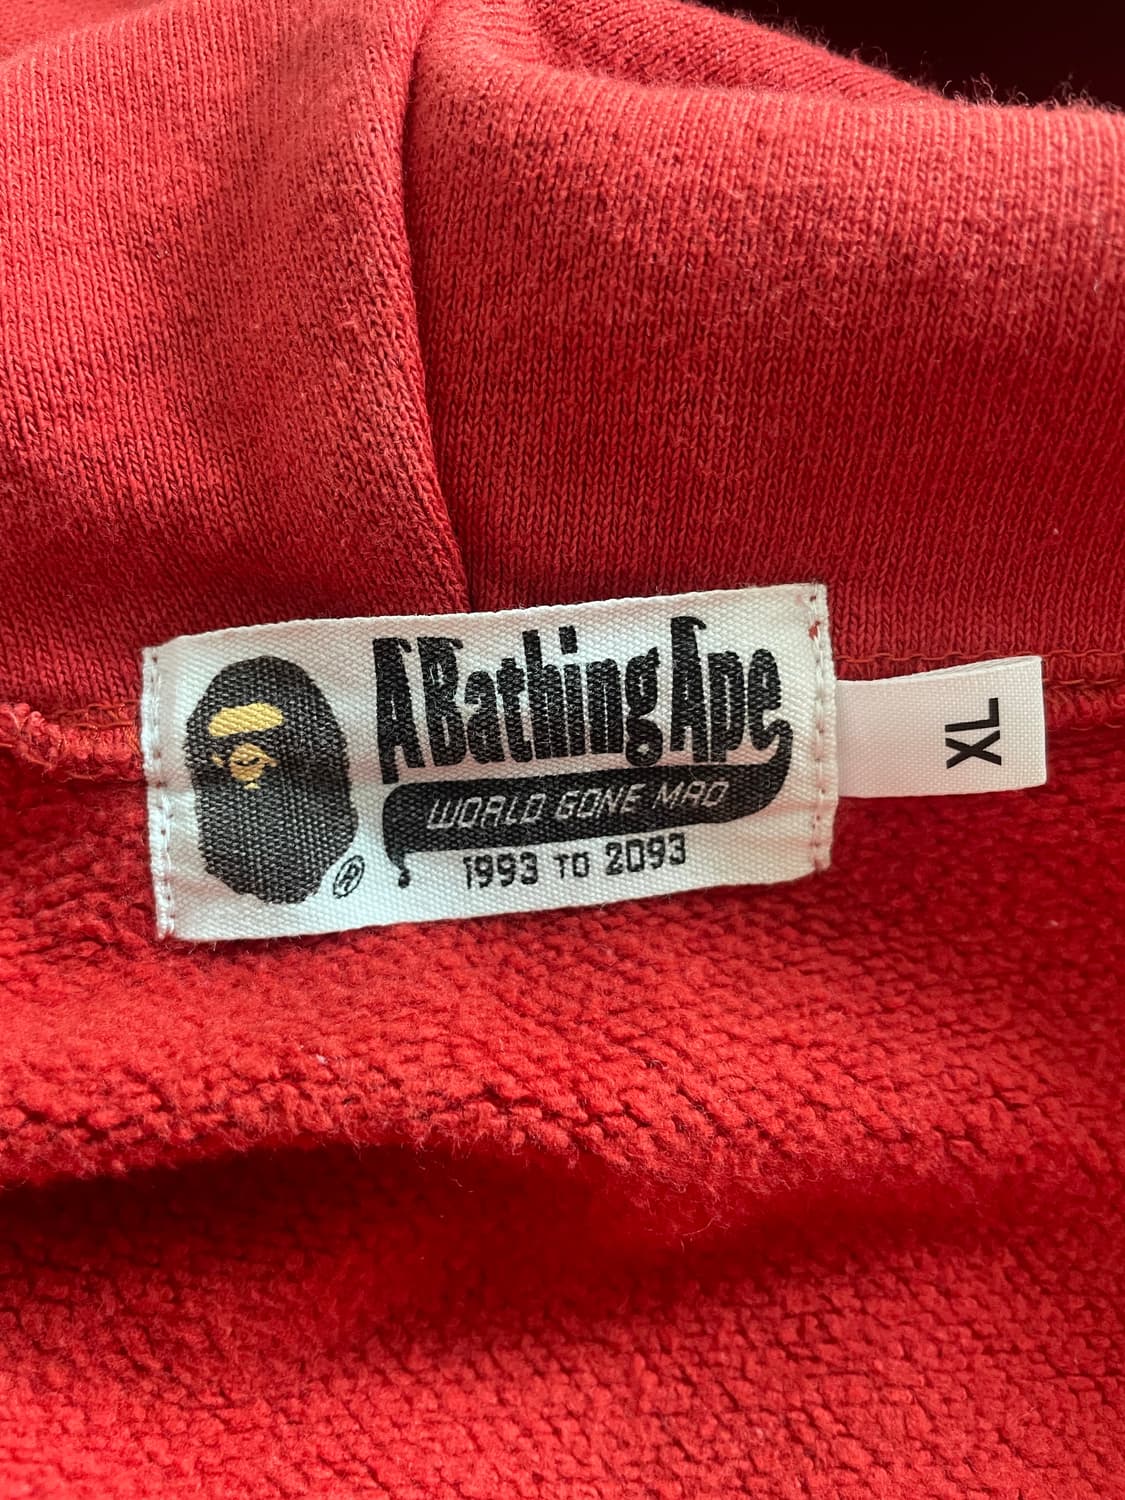 A Bathing Ape
WORLD GONE MAD
1993 TO 2093
®
XL